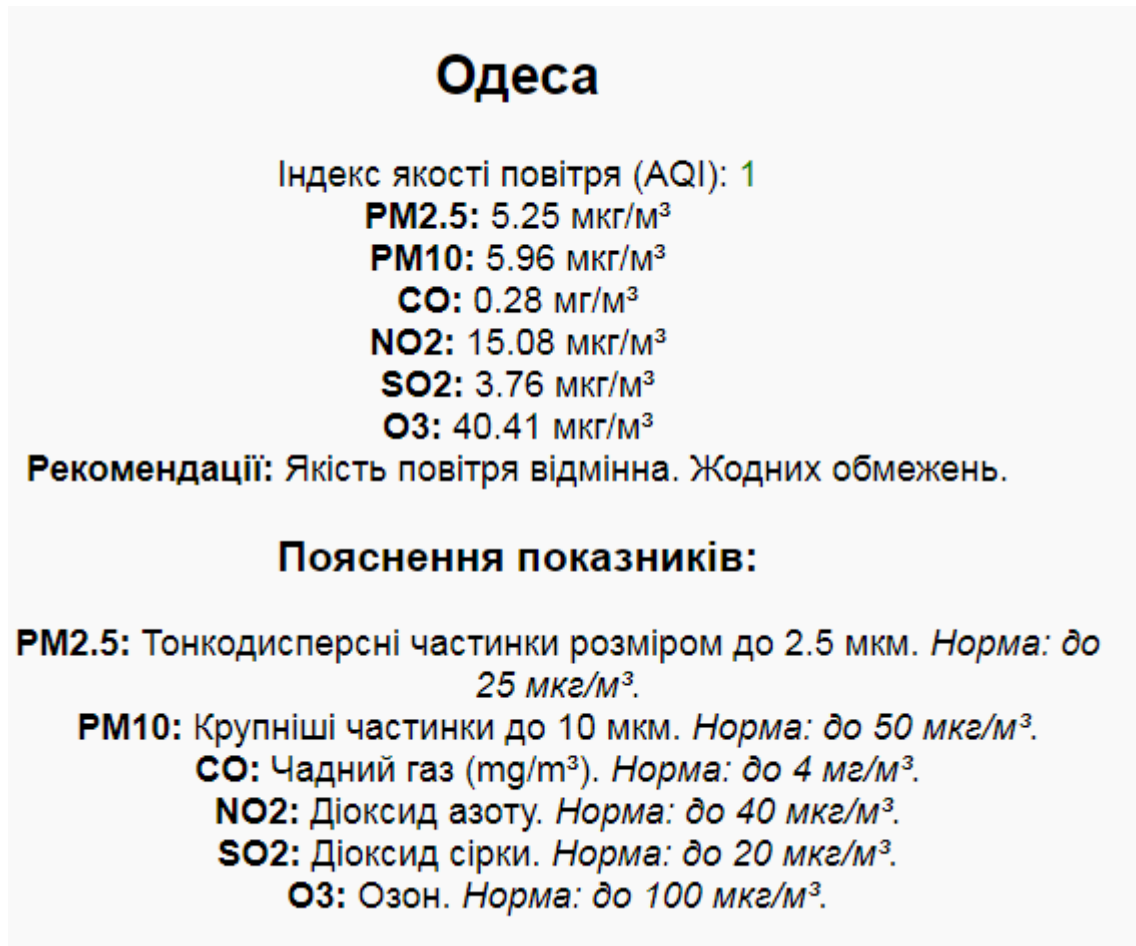 Одеса
Індекс якості повітря (AQI): 1
PM2.5: 5.25 мкг/м³
PM10: 5.96 мкг/м³
CO: 0.28 мг/м³
NO2: 15.08 мкг/м³
SO2: 3.76 мкг/м³
O3: 40.41 мкг/м³
Рекомендації: Якість повітря відмінна. Жодних обмежень.
Пояснення показників:
PM2.5: Тонкодисперсні частинки розміром до 2.5 мкм. Норма: до
25 мкг/м³.
PM10: Крупніші частинки до 10 мкм. Норма: до 50 мкг/м³.
CO: Чадний газ (mg/m³). Норма: до 4 мг/м³.
NO2: Діоксид азоту. Норма: до 40 мкг/м³.
SO2: Діоксид сірки. Норма: до 20 мкг/м³.
O3: Озон. Норма: до 100 мкг/м³.